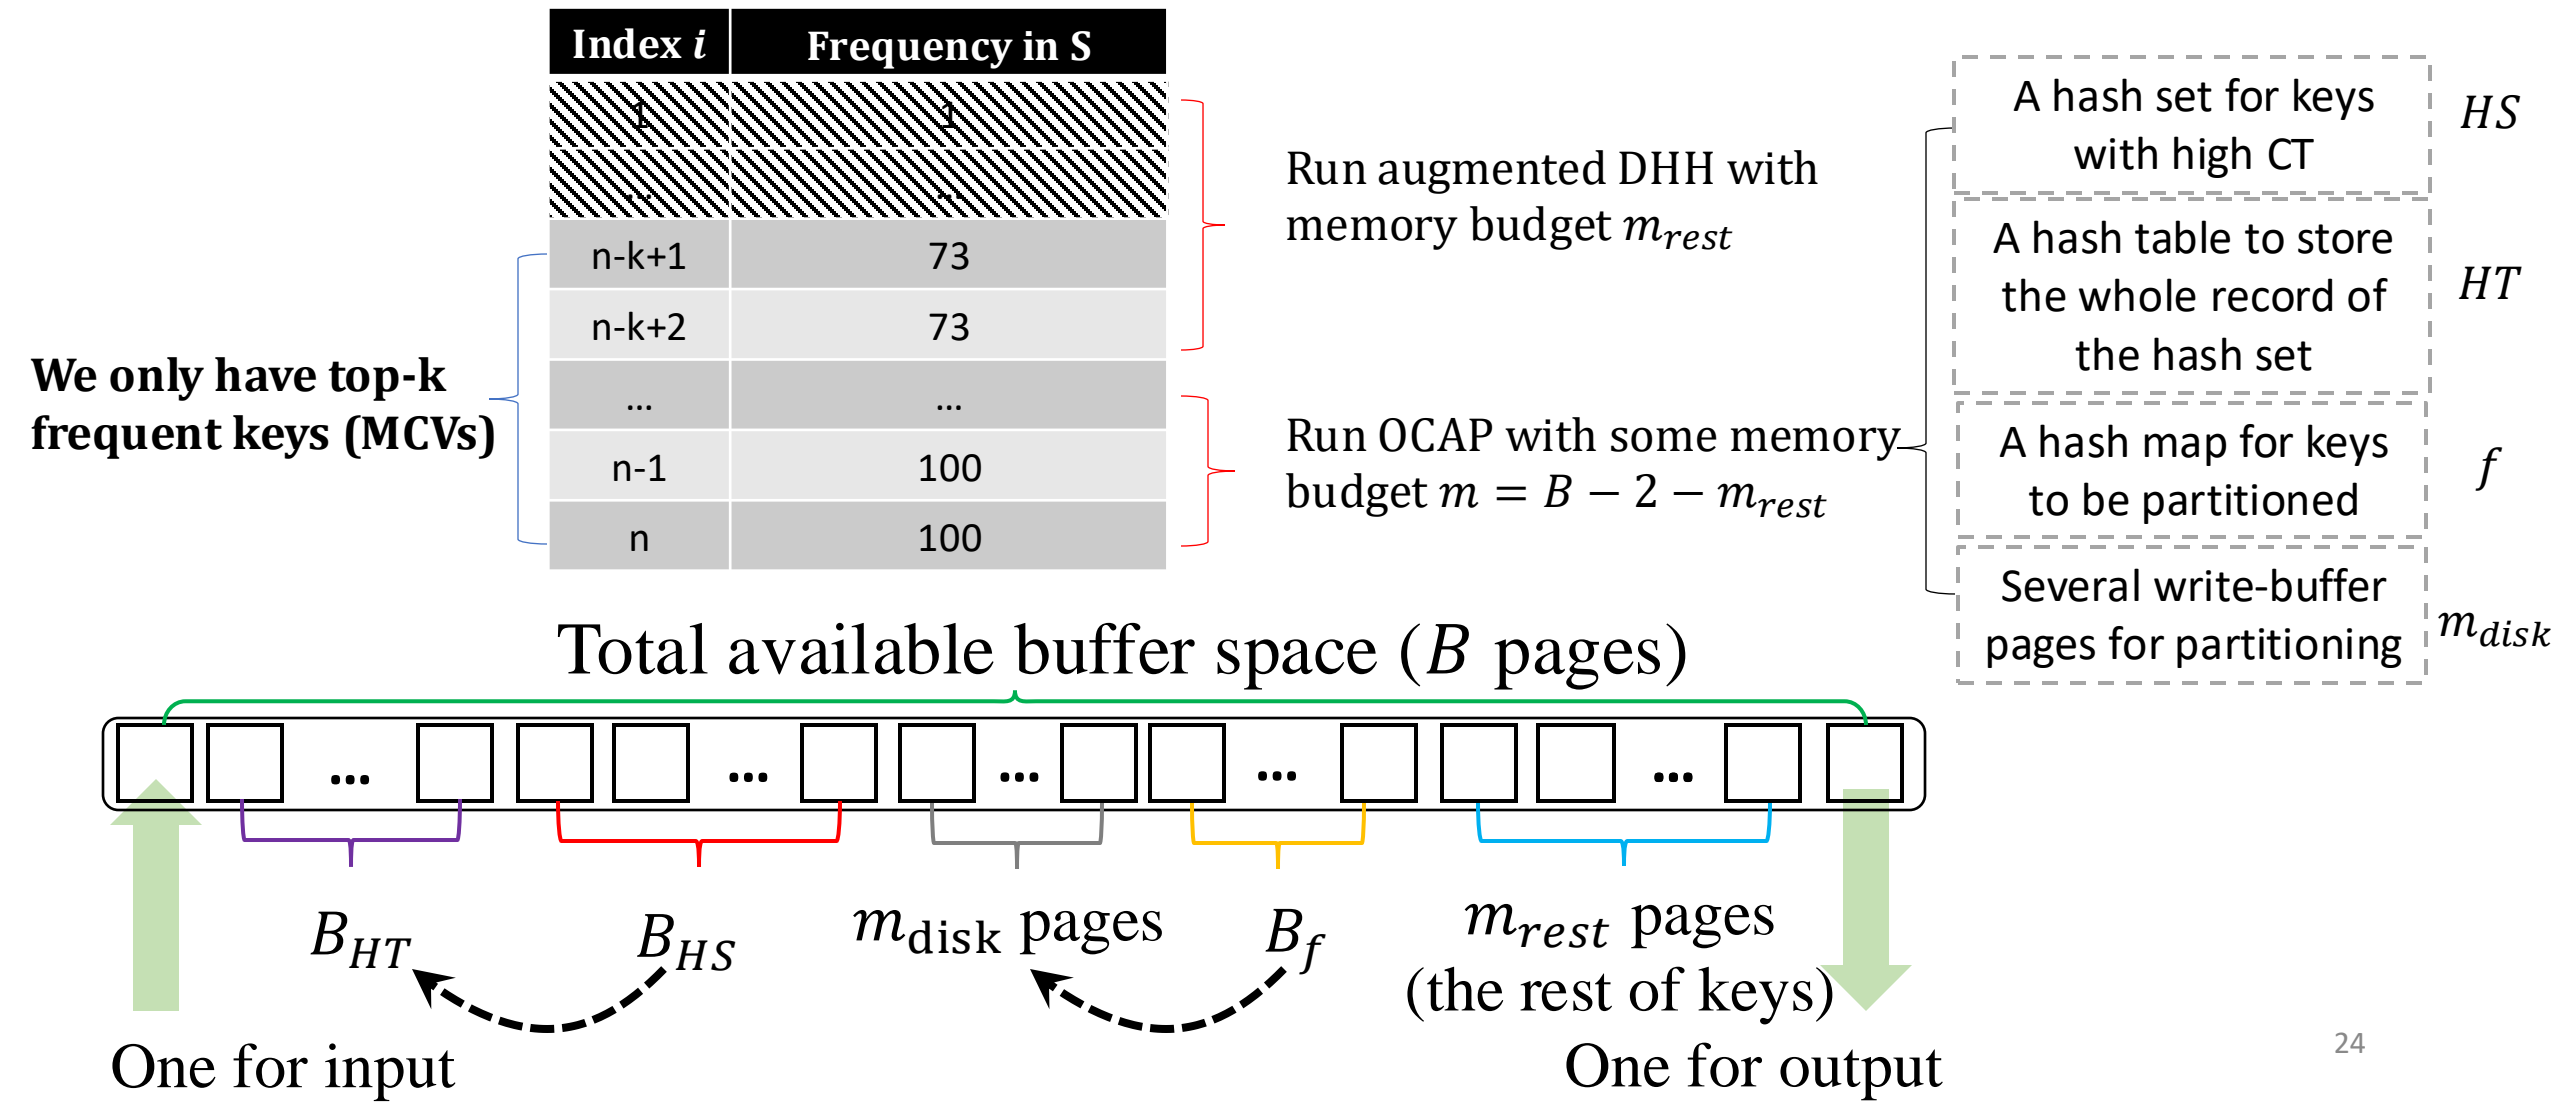 Index i Frequency in S
1 1
... ...
n-k+1 73
n-k+2 73
... ...
n-1 100
n 100
We only have top-k
frequent keys (MCVs)
Run augmented DHH with
memory budget m_rest
Run OCAP with some memory
budget m = B − 2 − m_rest
A hash set for keys
with high CT
HS
A hash table to store
the whole record of
the hash set
HT
A hash map for keys
to be partitioned
f
Several write-buffer
pages for partitioning
m_disk
Total available buffer space (B pages)
... ... ... ... ...
B_HT
B_HS
m_disk pages
B_f
m_rest pages
(the rest of keys)
One for input
One for output
24